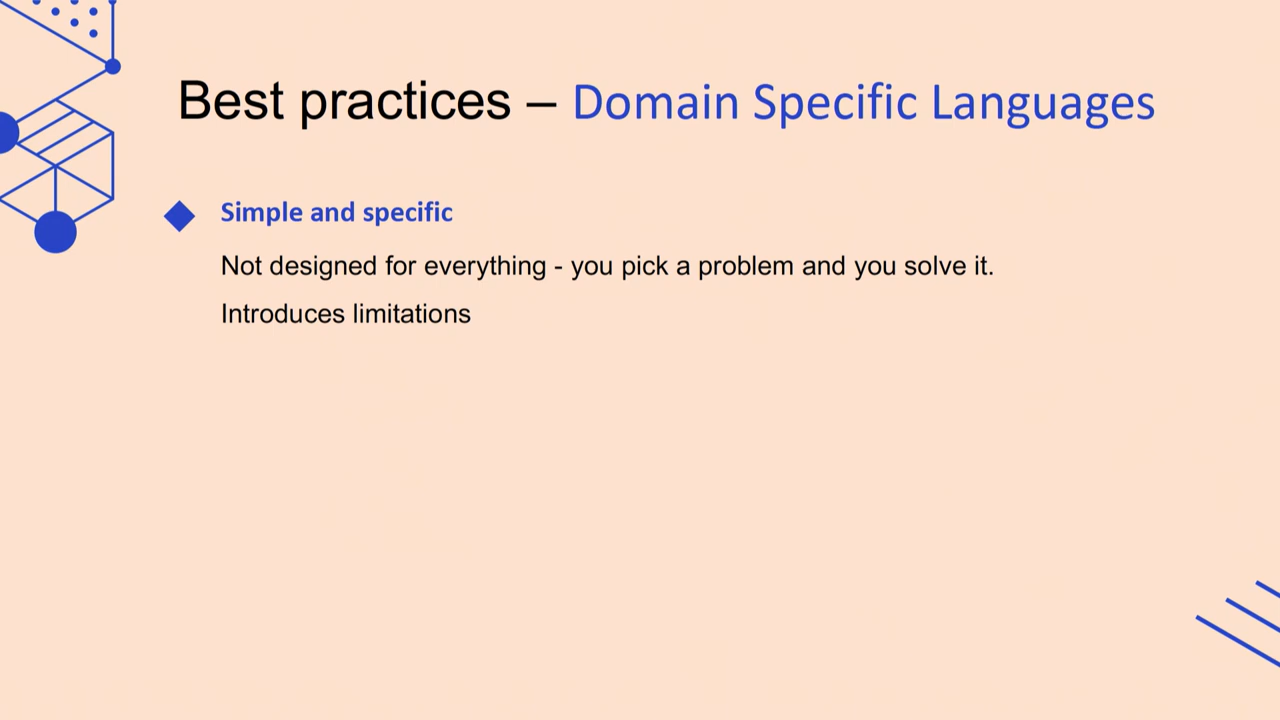 Best practices – Domain Specific Languages
Simple and specific
Not designed for everything - you pick a problem and you solve it.
Introduces limitations